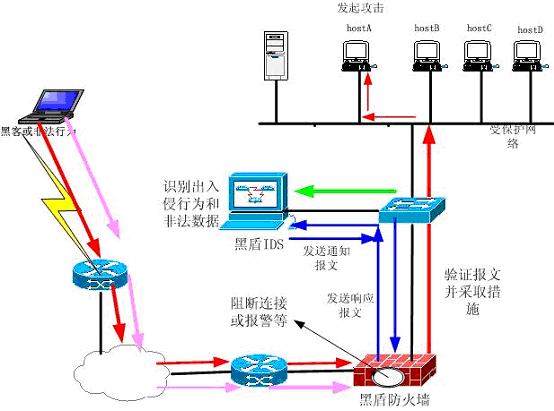 发起攻击
hostA
hostB
hostC
hostD
黑客或非法行为
受保护网
络
识别出入
侵行为和
非法数据
黑盾IDS
发送通知
报文
验证报文
并采取措
施
阻断连接
或报警等
发送响应
报文
黑盾防火墙